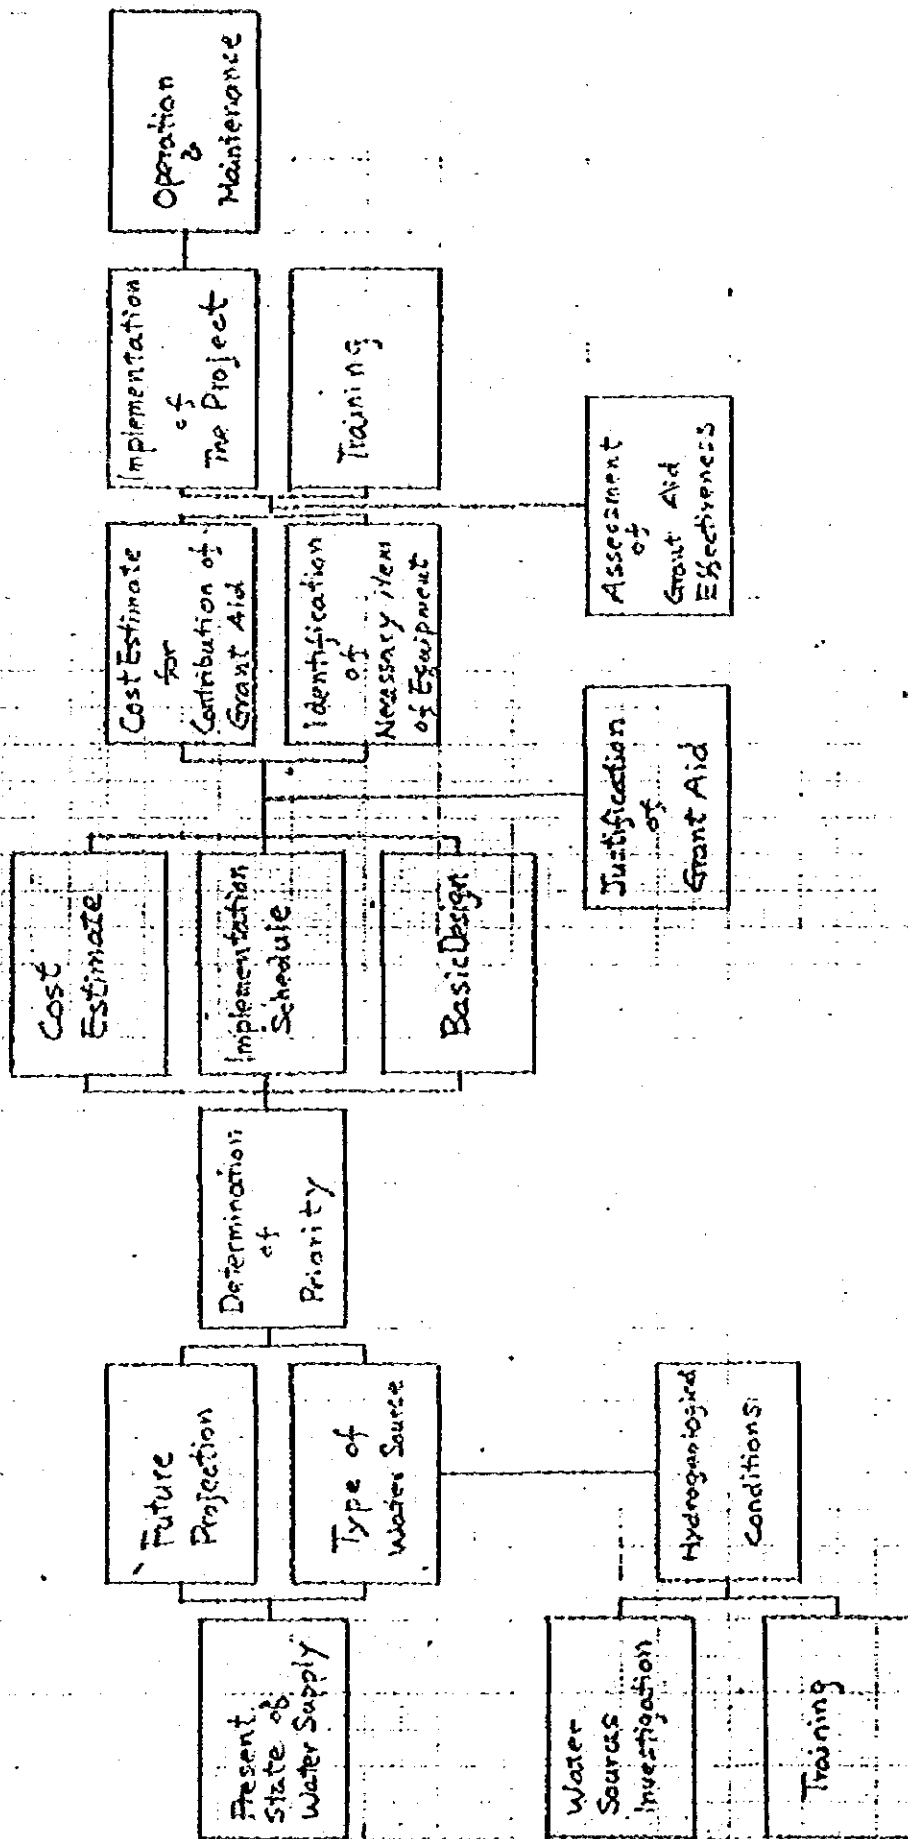 Present
State of
Water Supply
Future
Projection
Type of
Water Source
Water
Sources
Investigation
Training
Hydrogeological
Conditions
Determination
of
Priority
Cost
Estimate
Implementation
Schedule
Basic Design
Justification
of
Grant Aid
Cost Estimate
for
Contribution of
Grant Aid
Identification
of
Necessary item
of Equipment
Assessment
of
Grant Aid
Effectiveness
Implementation
of
The Project
Training
Operation
&
Maintenance